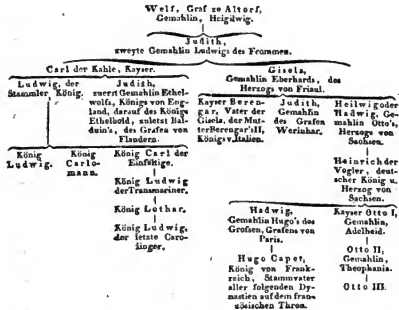 Welf, Graf ze Altorf,
Gemahlin, Heigilwig.
Judith,
zweyte Gemahlin Ludwigs des Frommen.
Carl der Kahle, Kayser.
Gisela,
Gemahlin Eberhards, des
Herzogs von Friaul.
Ludwig, der
Stammler, König.
Judith,
zuerst Gemahlin Ethel-
wolfs, Königs von Eng-
land, darauf des Königs
Ethelbold, zuletzt Bal-
duin's, des Grafen von
Flandern.
Kayser Beren-
gar, Vater der
Gisela, der Mut-
ter Berengar's II,
Königs v. Italien.
Judith,
Gemahlin
des Grafen
Werinhar.
Heilwig oder
Hadwig, Ge-
mahlin Otto's,
Herzogs von
Sachsen.
König
Ludwig.
König
Carlo-
mann.
König Carl der
Einfältige.
König Ludwig
der Transmariner.
König Lothar.
König Ludwig,
der letzte Caro-
linger.
Heinrich der
Vogler, deut-
scher König u.
Herzog von
Sachsen.
Hadwig,
Gemahlin Hugo's des
Großen, Grafens von
Paris.
Hugo Capet,
König von Frank-
reich, Stammvater
aller folgenden Dy-
nastien auf dem fran-
zösischen Thron.
Kayser Otto I,
Gemahlin,
Adelheid.
Otto II,
Gemahlin,
Theophania.
Otto III.